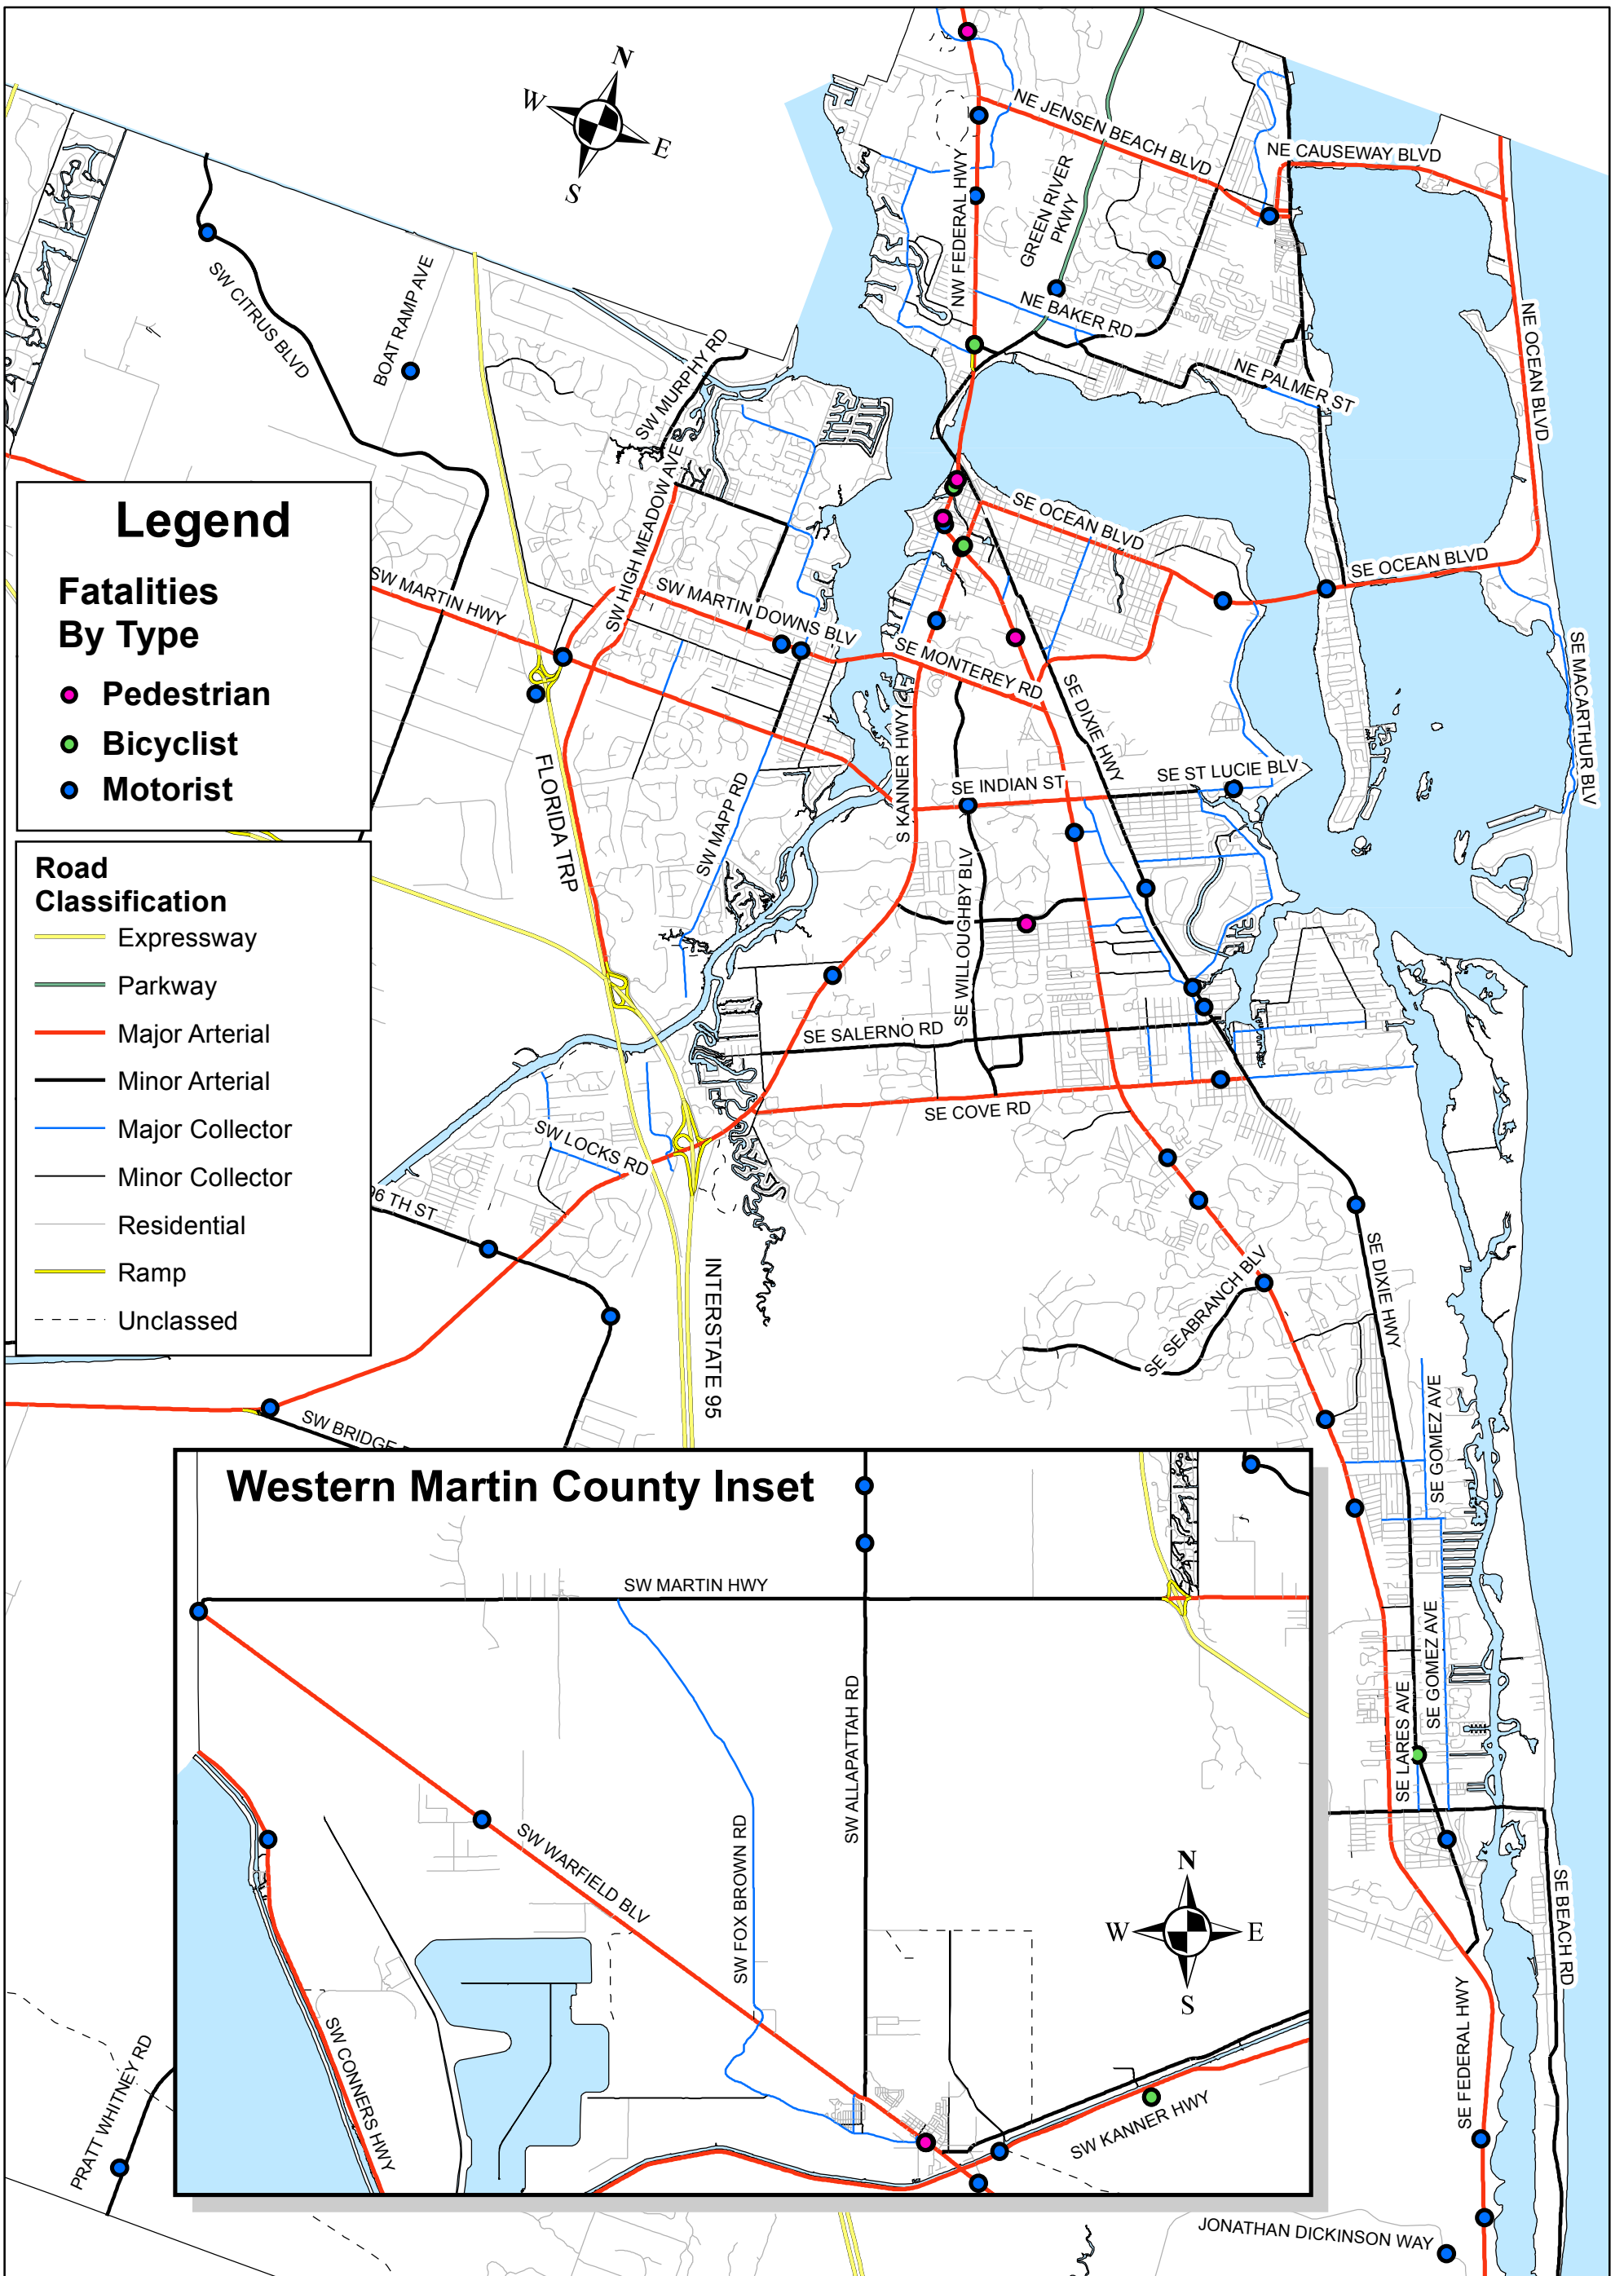 N
W
E
S
NE JENSEN BEACH BLVD
NE CAUSEWAY BLVD
NW FEDERAL HWY
GREEN RIVER
PKWY
SW CITRUS BLVD
BOAT RAMP AVE
NE BAKER RD
NE OCEAN BLVD
SW MURPHY RD
NE PALMER ST
Legend
Fatalities
By Type
Pedestrian
Bicyclist
Motorist
SW HIGH MEADOW AVE
SE OCEAN BLVD
SE OCEAN BLVD
SW MARTIN HWY
SW MARTIN DOWNS BLV
SE MONTEREY RD
SE MACARTHUR BLV
S KANNER HWY
SE DIXIE HWY
FLORIDA TRP
SE INDIAN ST
SE ST LUCIE BLV
SW MAPP RD
SE WILLOUGHBY BLV
Road
Classification
Expressway
Parkway
Major Arterial
Minor Arterial
Major Collector
Minor Collector
Residential
Ramp
Unclassed
SE SALERNO RD
SE COVE RD
SW LOCKS RD
96 TH ST
INTERSTATE 95
SE SEABRANCH BLV
SE DIXIE HWY
SE GOMEZ AVE
SW BRIDGE
Western Martin County Inset
SW MARTIN HWY
SW ALLAPATTAH RD
SE GOMEZ AVE
SE LARES AVE
SW WARFIELD BLV
SW FOX BROWN RD
N
W
E
S
SE BEACH RD
SW CONNERS HWY
SE FEDERAL HWY
PRATT WHITNEY RD
SW KANNER HWY
JONATHAN DICKINSON WAY